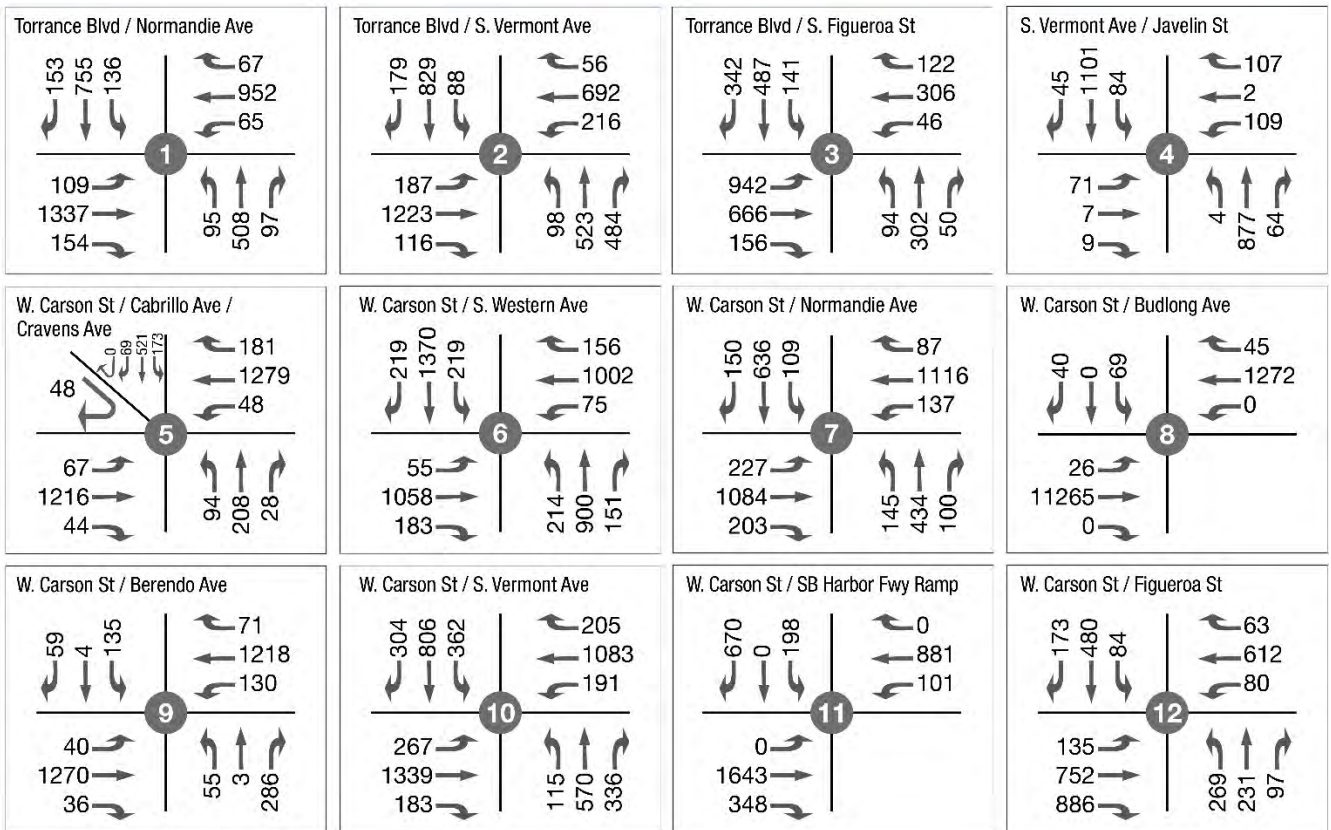 Torrance Blvd / Normandie Ave
153 755 136
67
952
65
1
109
1337
154
95 508 97
Torrance Blvd / S. Vermont Ave
179 829 88
56
692
216
2
187
1223
116
98 523 484
Torrance Blvd / S. Figueroa St
342 487 141
122
306
46
3
942
666
156
94 302 50
S. Vermont Ave / Javelin St
45 1101 84
107
2
109
4
71
7
9
4 877 64
W. Carson St / Cabrillo Ave /
Cravens Ave
0 69 521 173
48
181
1279
48
5
67
1216
44
94 208 28
W. Carson St / S. Western Ave
219 1370 219
156
1002
75
6
55
1058
183
214 900 151
W. Carson St / Normandie Ave
150 636 109
87
1116
137
7
227
1084
203
145 434 100
W. Carson St / Budlong Ave
40 0 69
45
1272
0
8
26
11265
0
W. Carson St / Berendo Ave
59 4 135
71
1218
130
9
40
1270
36
55 3 286
W. Carson St / S. Vermont Ave
304 806 362
205
1083
191
10
267
1339
183
115 570 336
W. Carson St / SB Harbor Fwy Ramp
670 0 198
0
881
101
11
0
1643
348
W. Carson St / Figueroa St
173 480 84
63
612
80
12
135
752
886
269 231 97